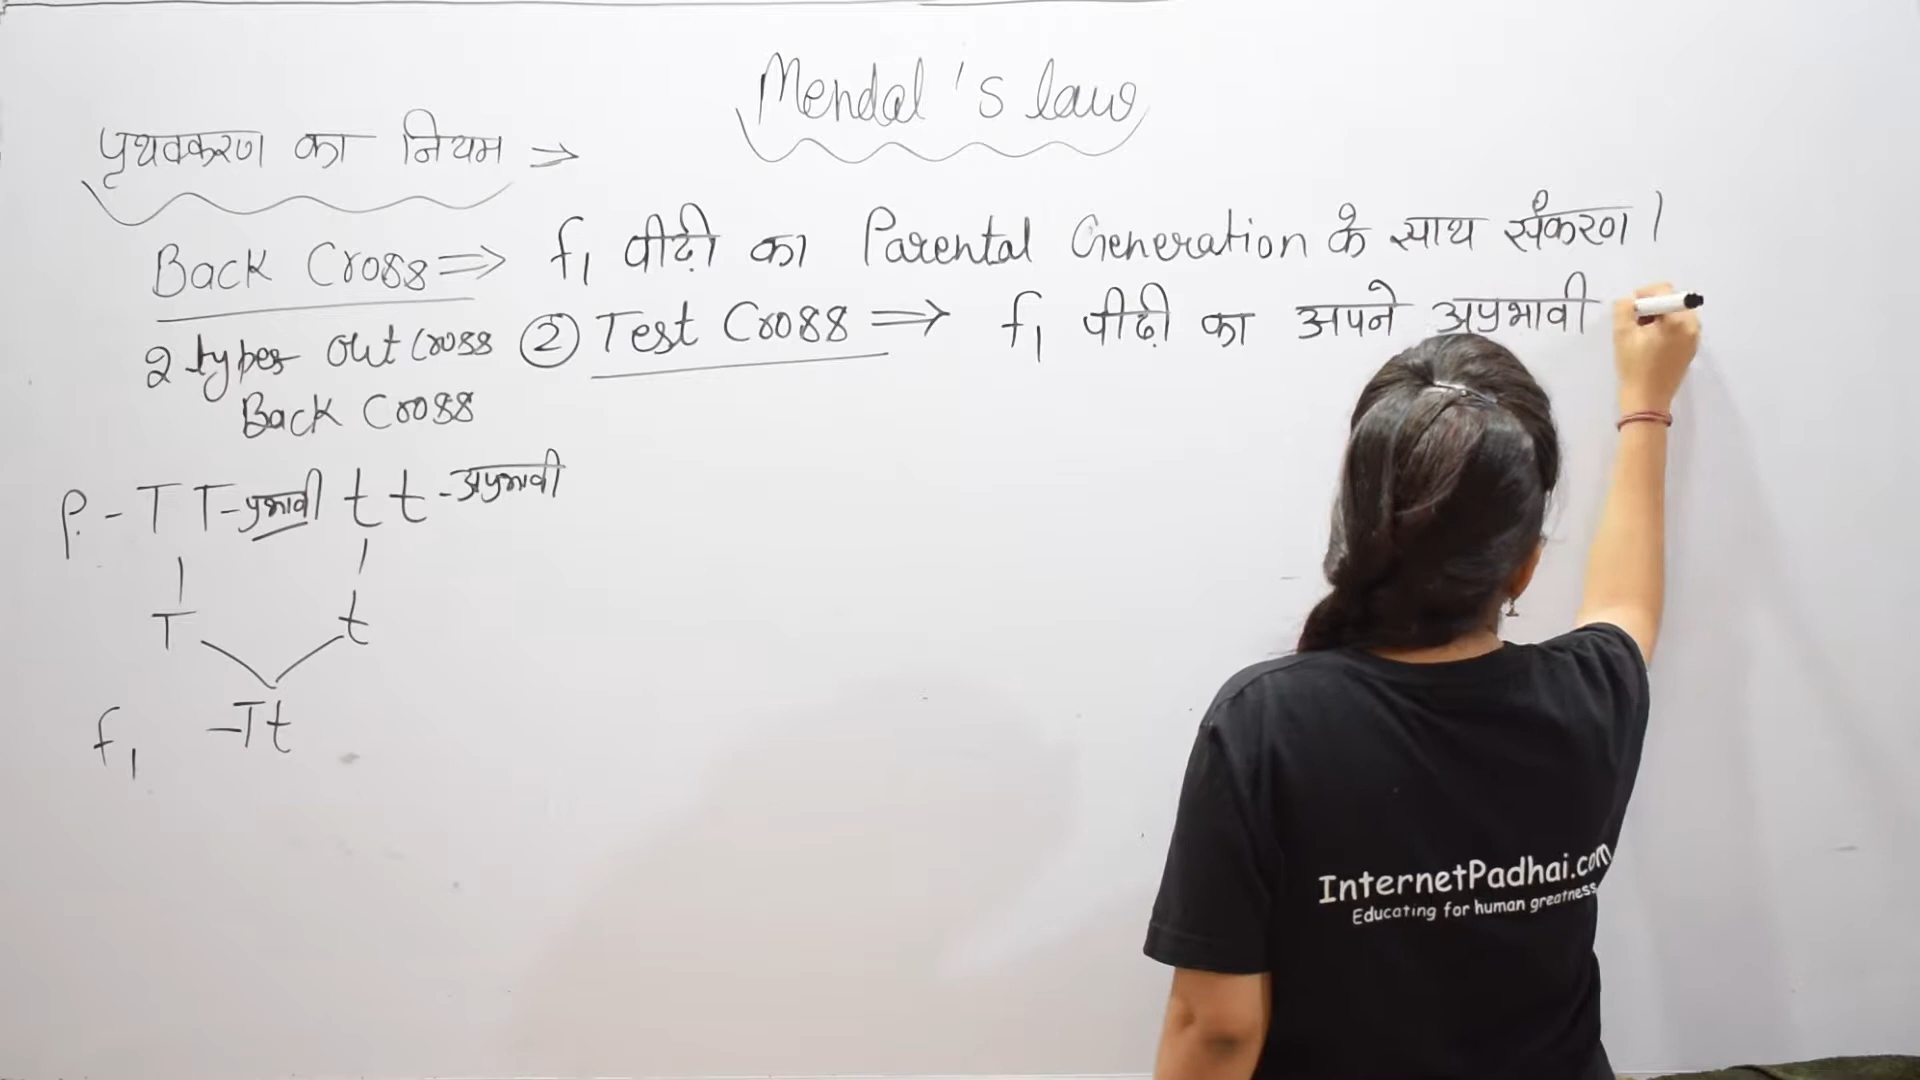 Mendal's law
पृथक्करण का नियम ⇒
Back Cross ⇒ f₁ पीढ़ी का Parental Generation के साथ संकरण।
2 types out Cross ② Test Cross ⇒ f₁ पीढ़ी का अपने अप्रभावी
Back Cross
P. - T T - प्रभावी t t - अप्रभावी
T t
f₁ - Tt
InternetPadhai.com
Educating for human greatness